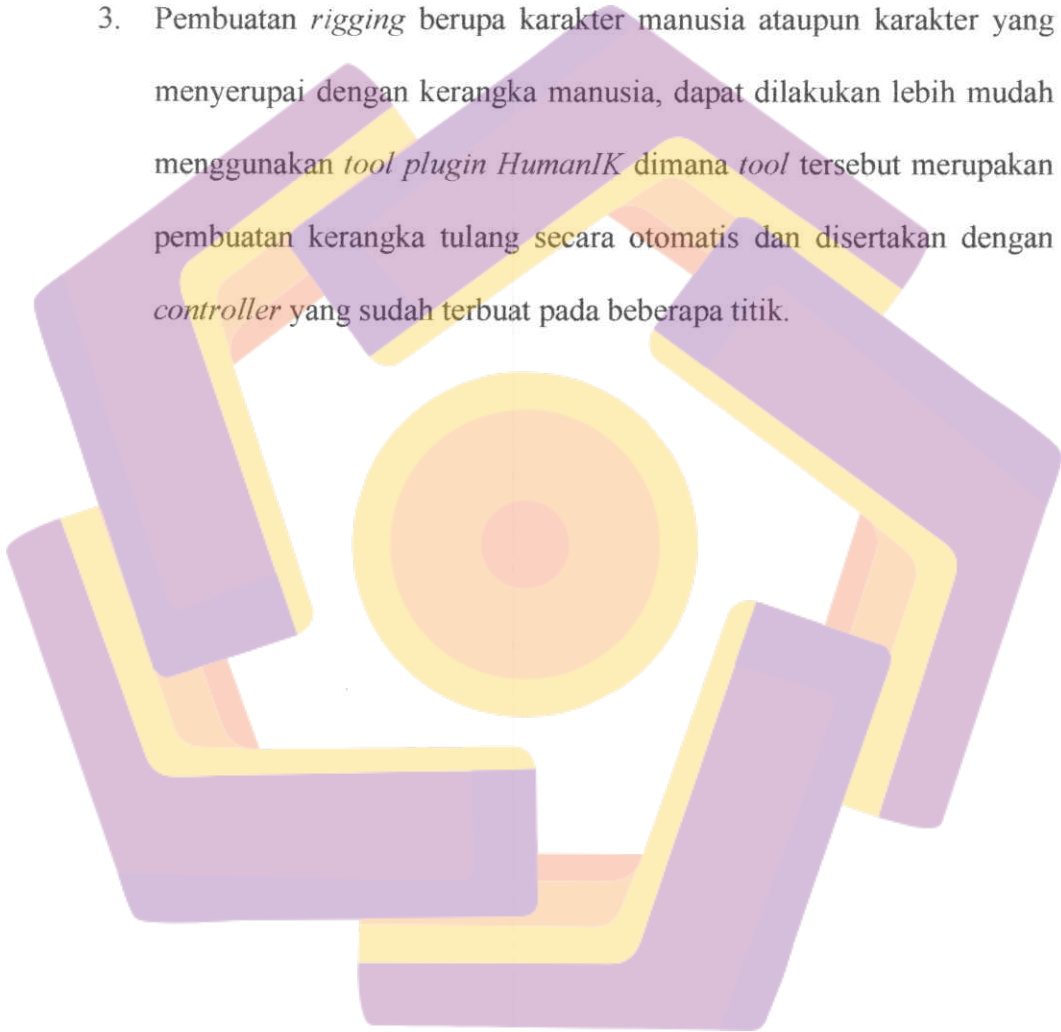 3. Pembuatan rigging berupa karakter manusia ataupun karakter yang
menyerupai dengan kerangka manusia, dapat dilakukan lebih mudah
menggunakan tool plugin HumanIK dimana tool tersebut merupakan
pembuatan kerangka tulang secara otomatis dan disertakan dengan
controller yang sudah terbuat pada beberapa titik.